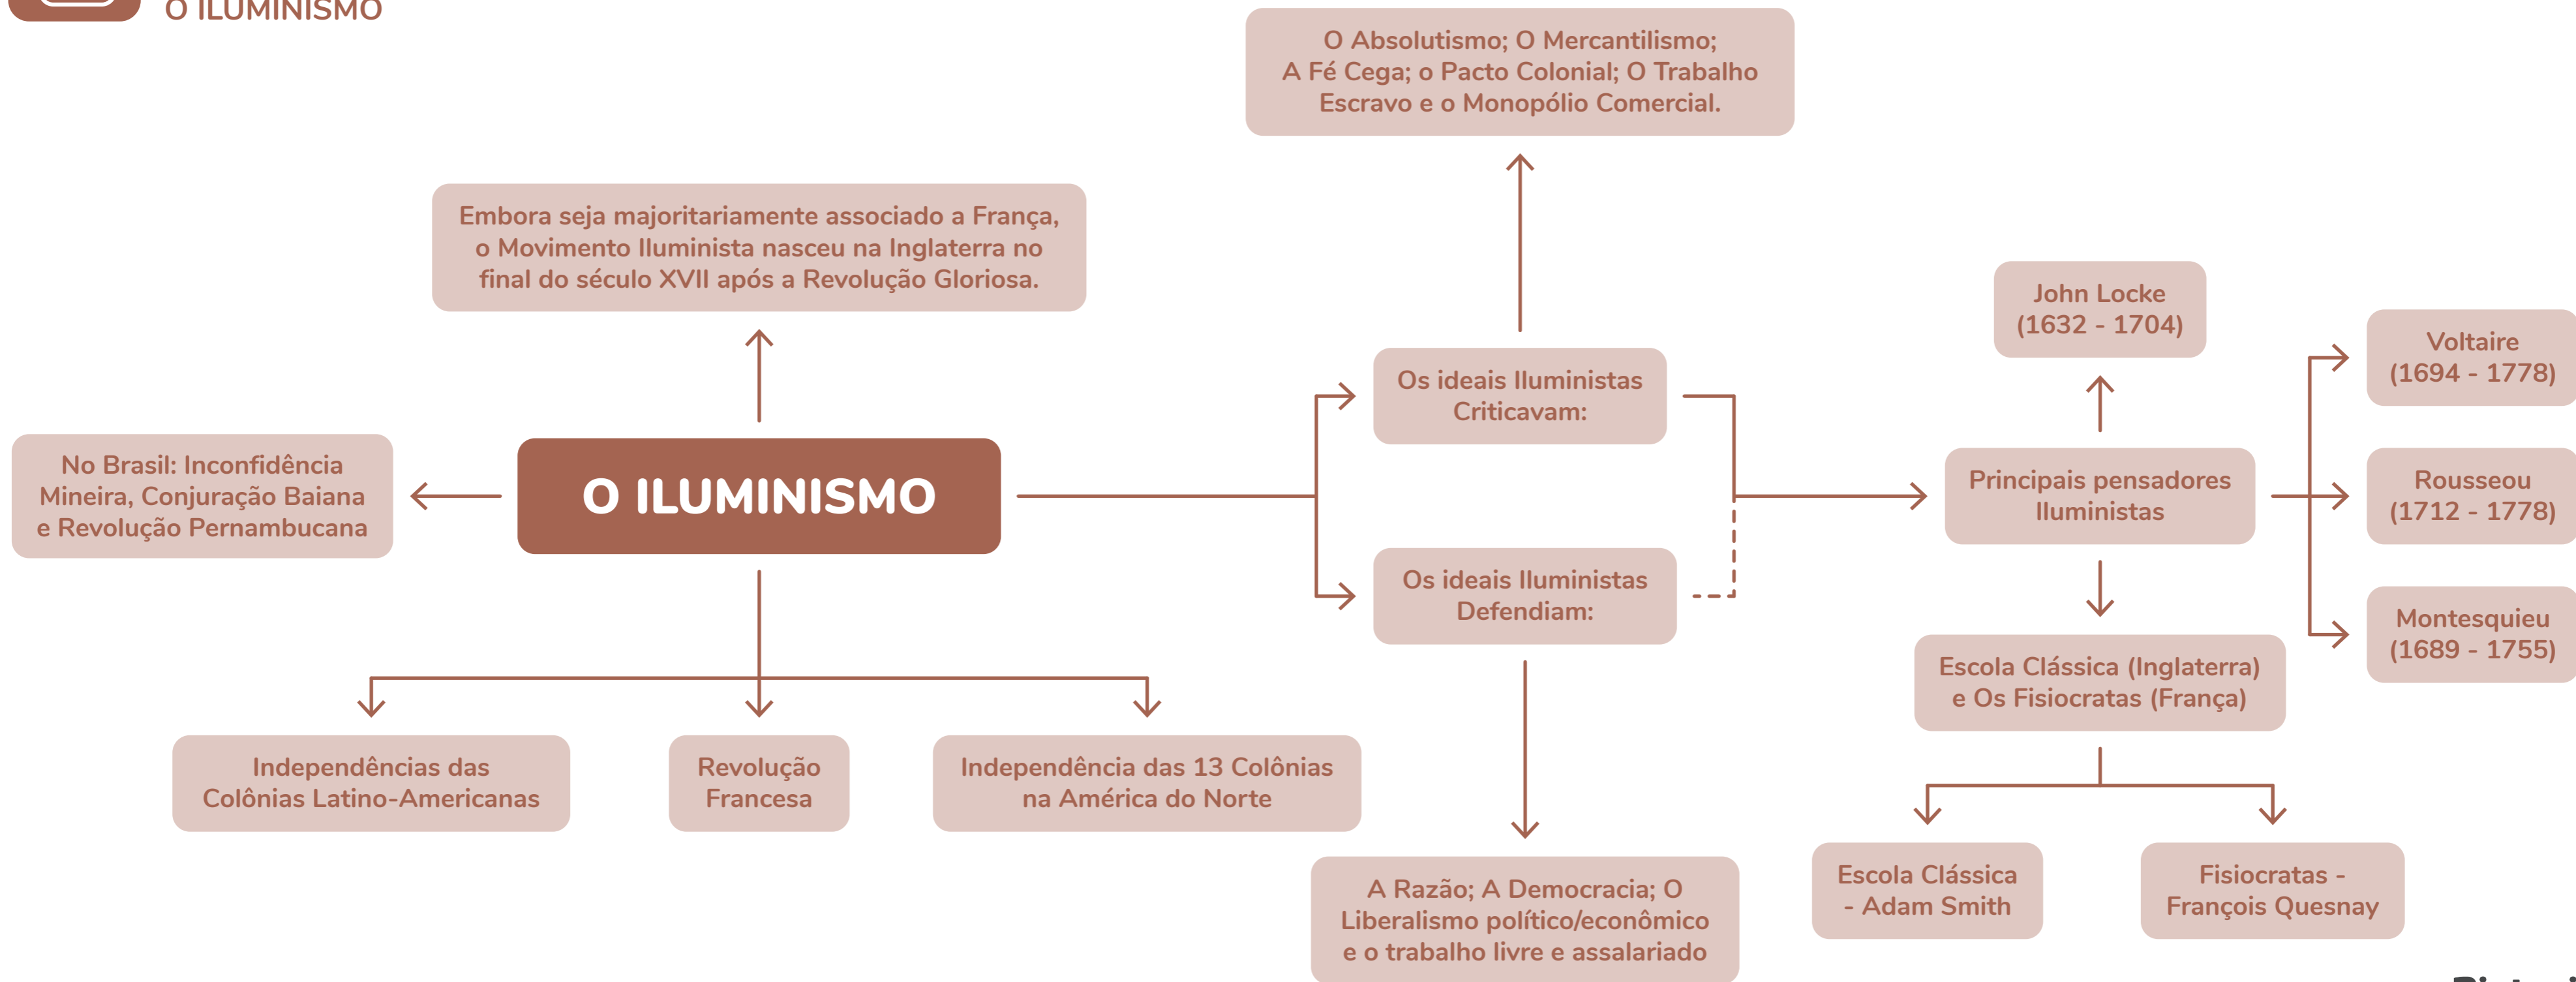 O ILUMINISMO
O Absolutismo; O Mercantilismo;
A Fé Cega; o Pacto Colonial; O Trabalho
Escravo e o Monopólio Comercial.
Embora seja majoritariamente associado a França,
o Movimento Iluminista nasceu na Inglaterra no
final do século XVII após a Revolução Gloriosa.
No Brasil: Inconfidência
Mineira, Conjuração Baiana
e Revolução Pernambucana
O ILUMINISMO
Os ideais Iluministas
Criticavam:
Os ideais Iluministas
Defendiam:
John Locke
(1632 - 1704)
Principais pensadores
Iluministas
Voltaire
(1694 - 1778)
Rousseou
(1712 - 1778)
Montesquieu
(1689 - 1755)
Escola Clássica (Inglaterra)
e Os Fisiocratas (França)
Independências das
Colônias Latino-Americanas
Revolução
Francesa
Independência das 13 Colônias
na América do Norte
A Razão; A Democracia; O
Liberalismo político/econômico
e o trabalho livre e assalariado
Escola Clássica
- Adam Smith
Fisiocratas -
François Quesnay